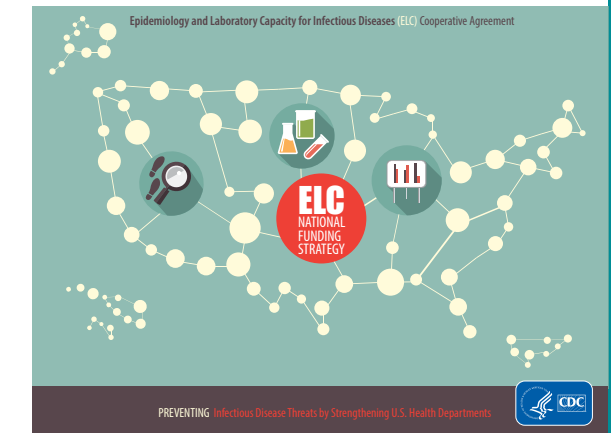 Epidemiology and Laboratory Capacity for Infectious Diseases (ELC) Cooperative Agreement
ELC
NATIONAL
FUNDING
STRATEGY
PREVENTING Infectious Disease Threats by Strengthening U.S. Health Departments
CDC